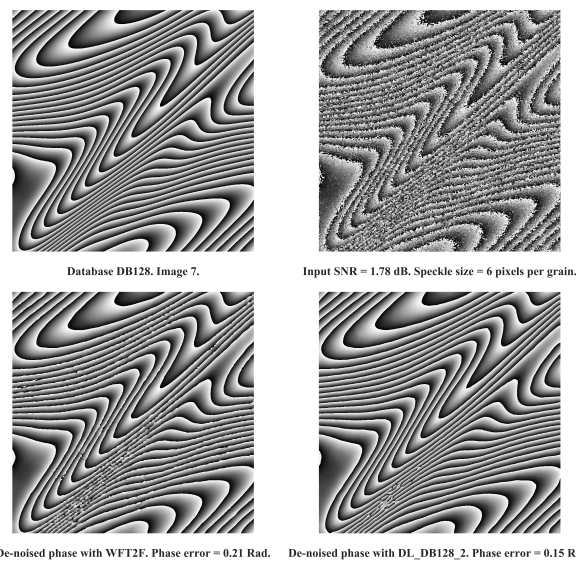 Database DB128. Image 7.
Input SNR = 1.78 dB. Speckle size = 6 pixels per grain.
De-noised phase with WFT2F. Phase error = 0.21 Rad.
De-noised phase with DL_DB128_2. Phase error = 0.15 R